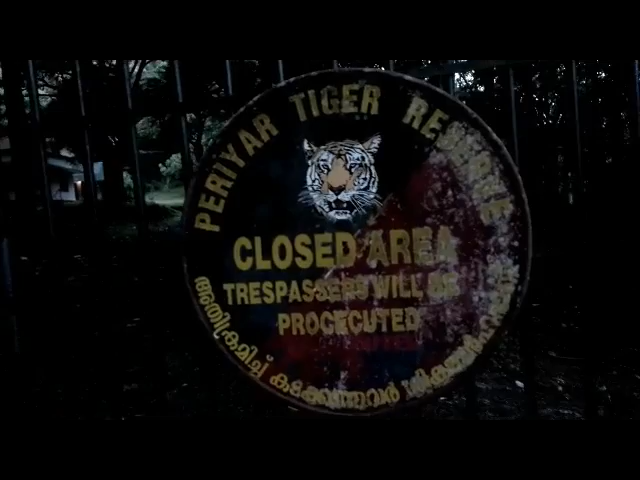 PERIYAR TIGER RESERVE
CLOSED AREA
TRESPASSERS WILL BE
PROCECUTED
അതിക്രമിച്ച് കടക്കുന്നവർ